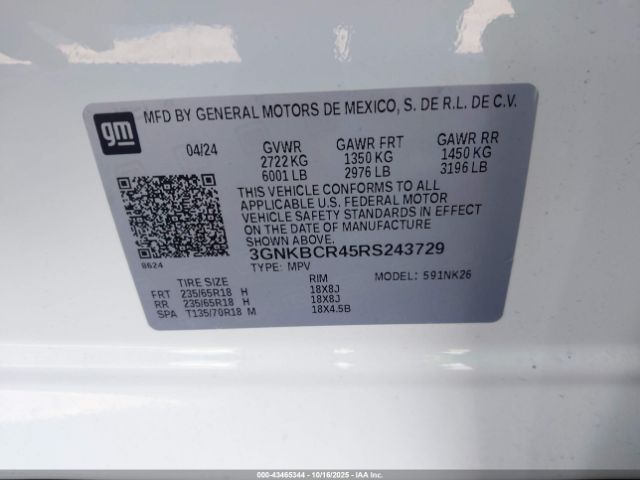 gm
MFD BY GENERAL MOTORS DE MEXICO, S. DE R.L. DE C.V.
04/24 GVWR GAWR FRT GAWR RR
2722 KG 1350 KG 1450 KG
6001 LB 2976 LB 3196 LB
THIS VEHICLE CONFORMS TO ALL
APPLICABLE U.S. FEDERAL MOTOR
VEHICLE SAFETY STANDARDS IN EFFECT
ON THE DATE OF MANUFACTURE
SHOWN ABOVE.
3GNKBCR45RS243729
8624
TYPE: MPV MODEL: 591NK26
TIRE SIZE RIM
FRT 235/65R18 H 18X8J
RR 235/65R18 H 18X8J
SPA T135/70R18 M 18X4.5B
000-43465344 | 10/16/2025 | IAAI.COM